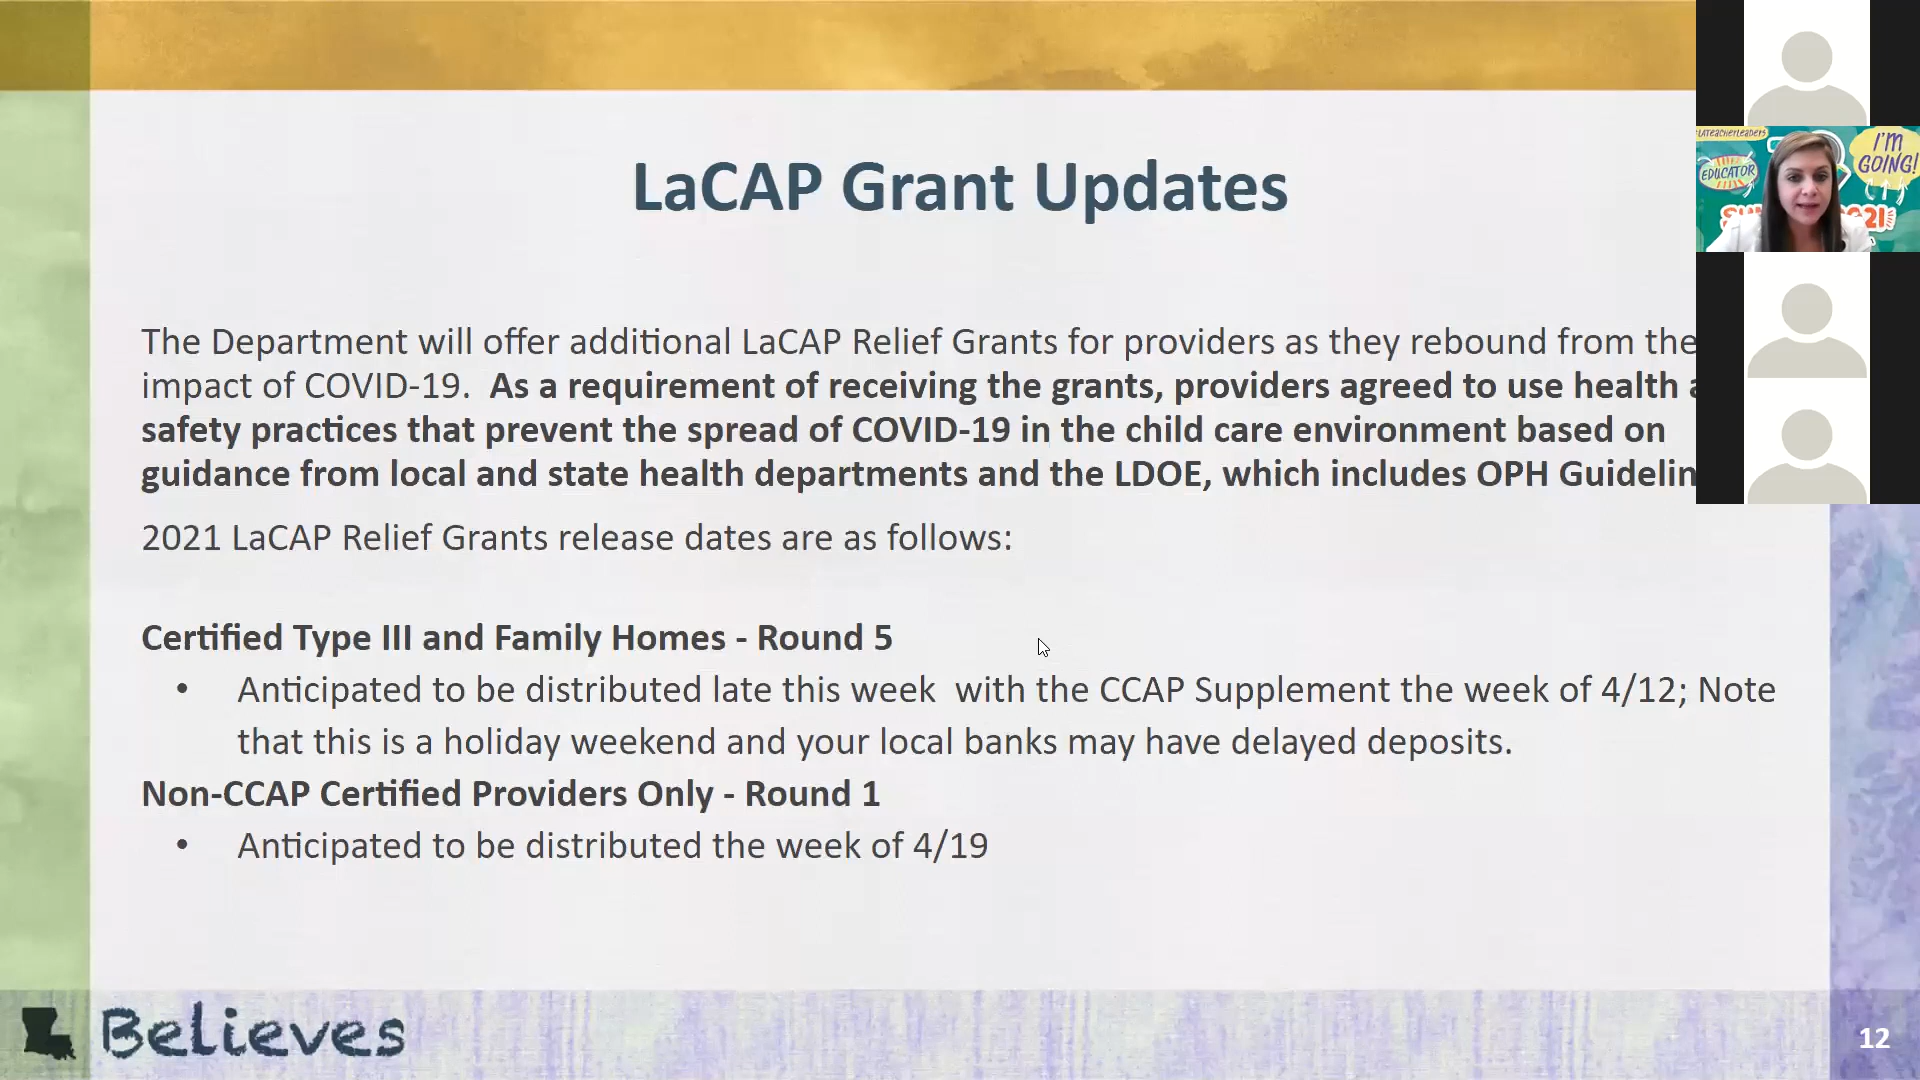 LaCAP Grant Updates
#LATEACHERLEADERS
I'M
GOING!
EDUCATOR
The Department will offer additional LaCAP Relief Grants for providers as they rebound from the
impact of COVID-19.  As a requirement of receiving the grants, providers agreed to use health
safety practices that prevent the spread of COVID-19 in the child care environment based on
guidance from local and state health departments and the LDOE, which includes OPH Guidelin
2021 LaCAP Relief Grants release dates are as follows:
Certified Type III and Family Homes - Round 5
• Anticipated to be distributed late this week  with the CCAP Supplement the week of 4/12; Note
that this is a holiday weekend and your local banks may have delayed deposits.
Non-CCAP Certified Providers Only - Round 1
• Anticipated to be distributed the week of 4/19
Believes
12